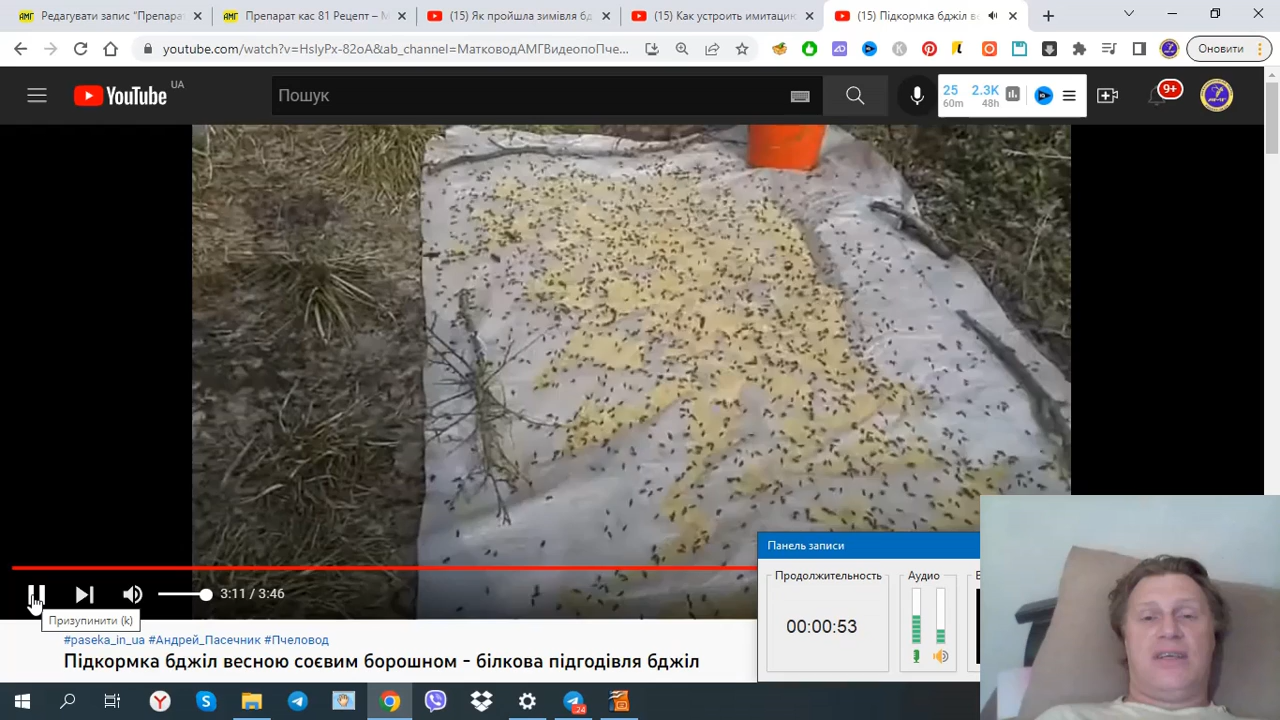 Редагувати запис "Препарат
Препарат кас 81 Рецепт – М
(15) Як пройшла зимівля бд
(15) Как устроить имитацию
(15) Підкормка бджіл ве
youtube.com/watch?v=HslyPx-82oA&ab_channel=МатководАМГВидеопоПче...
Оновити
YouTube UA
Пошук
25 2.3K
60m 48h
9+
Панель записи
Продолжительность
Аудио
00:00:53
3:11 / 3:46
Призупинити (k)
#paseka_in_ua #Андрей_Пасечник #Пчеловод
Підкормка бджіл весною соєвим борошном - білкова підгодівля бджіл
24